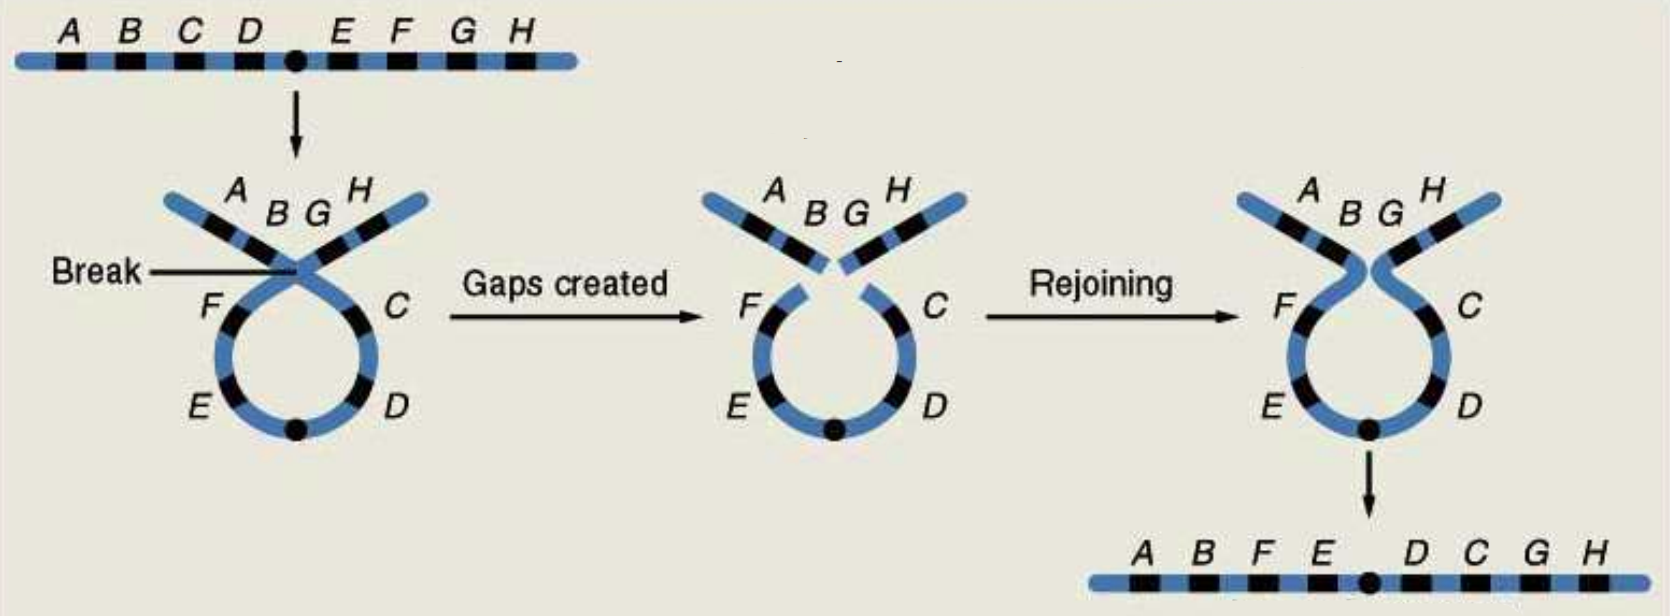 A B C D E F G H
A B G H
Break
F C
E D
Gaps created
A B G H
F C
E D
Rejoining
A B G H
F C
E D
A B F E D C G H